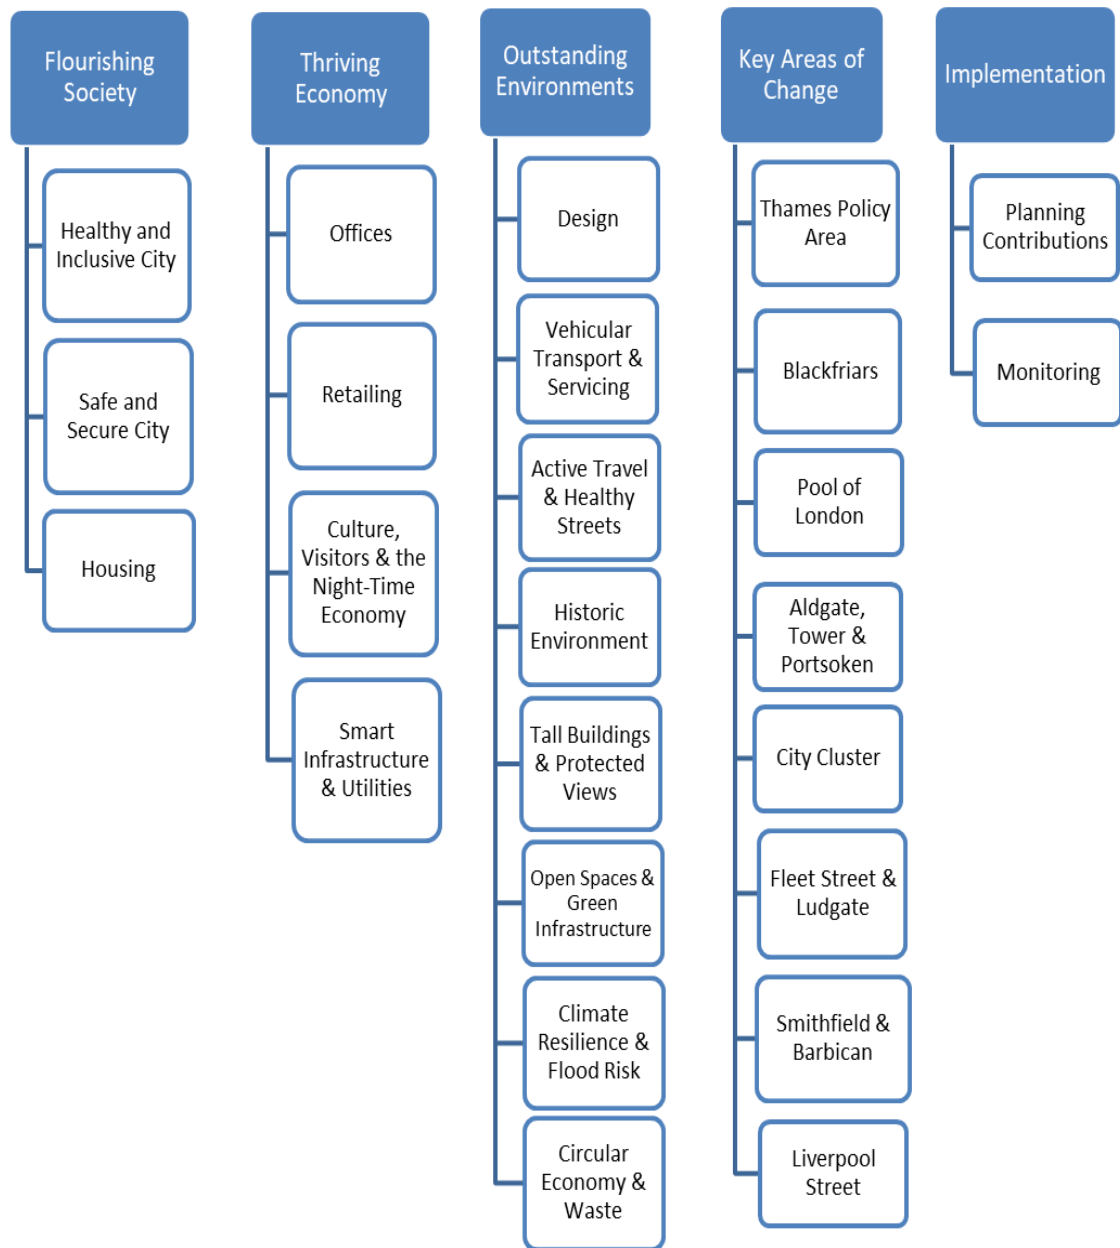 Flourishing
Society
Healthy and
Inclusive City
Safe and
Secure City
Housing
Thriving
Economy
Offices
Retailing
Culture,
Visitors & the
Night-Time
Economy
Smart
Infrastructure
& Utilities
Outstanding
Environments
Design
Vehicular
Transport &
Servicing
Active Travel
& Healthy
Streets
Historic
Environment
Tall Buildings
& Protected
Views
Open Spaces &
Green
Infrastructure
Climate
Resilience &
Flood Risk
Circular
Economy &
Waste
Key Areas of
Change
Thames Policy
Area
Blackfriars
Pool of
London
Aldgate,
Tower &
Portsoken
City Cluster
Fleet Street &
Ludgate
Smithfield &
Barbican
Liverpool
Street
Implementation
Planning
Contributions
Monitoring